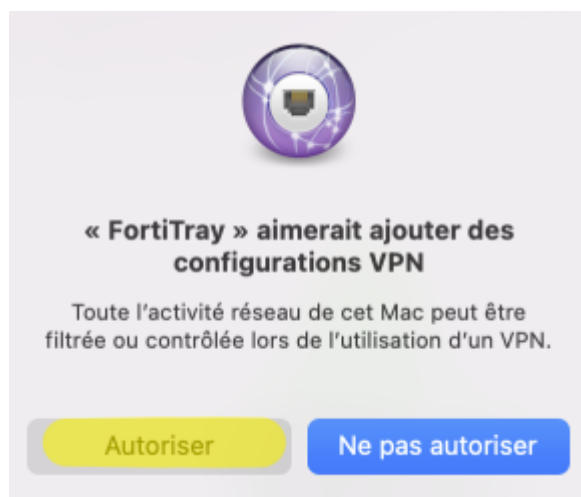 « FortiTray » aimerait ajouter des
configurations VPN
Toute l’activité réseau de cet Mac peut être
filtrée ou contrôlée lors de l’utilisation d’un VPN.
Autoriser
Ne pas autoriser